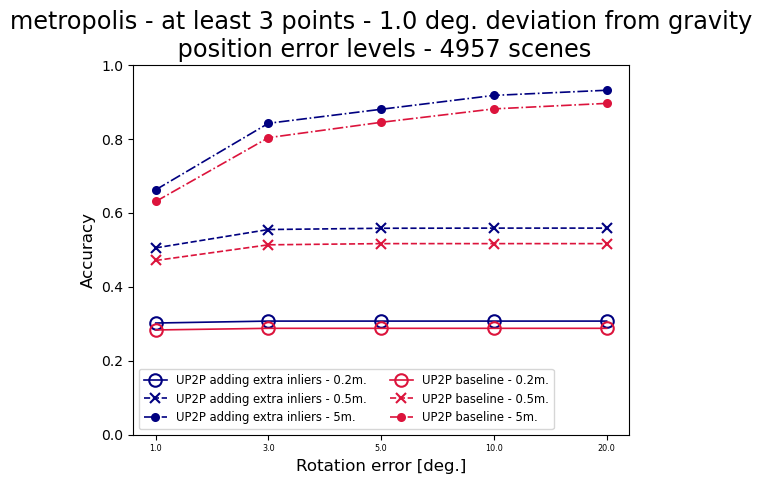 metropolis - at least 3 points - 1.0 deg. deviation from gravity
position error levels - 4957 scenes
1.0
0.8
0.6
0.4
0.2
0.0
Accuracy
UP2P adding extra inliers - 0.2m.
UP2P adding extra inliers - 0.5m.
UP2P adding extra inliers - 5m.
UP2P baseline - 0.2m.
UP2P baseline - 0.5m.
UP2P baseline - 5m.
1.0 3.0 5.0 10.0 20.0
Rotation error [deg.]